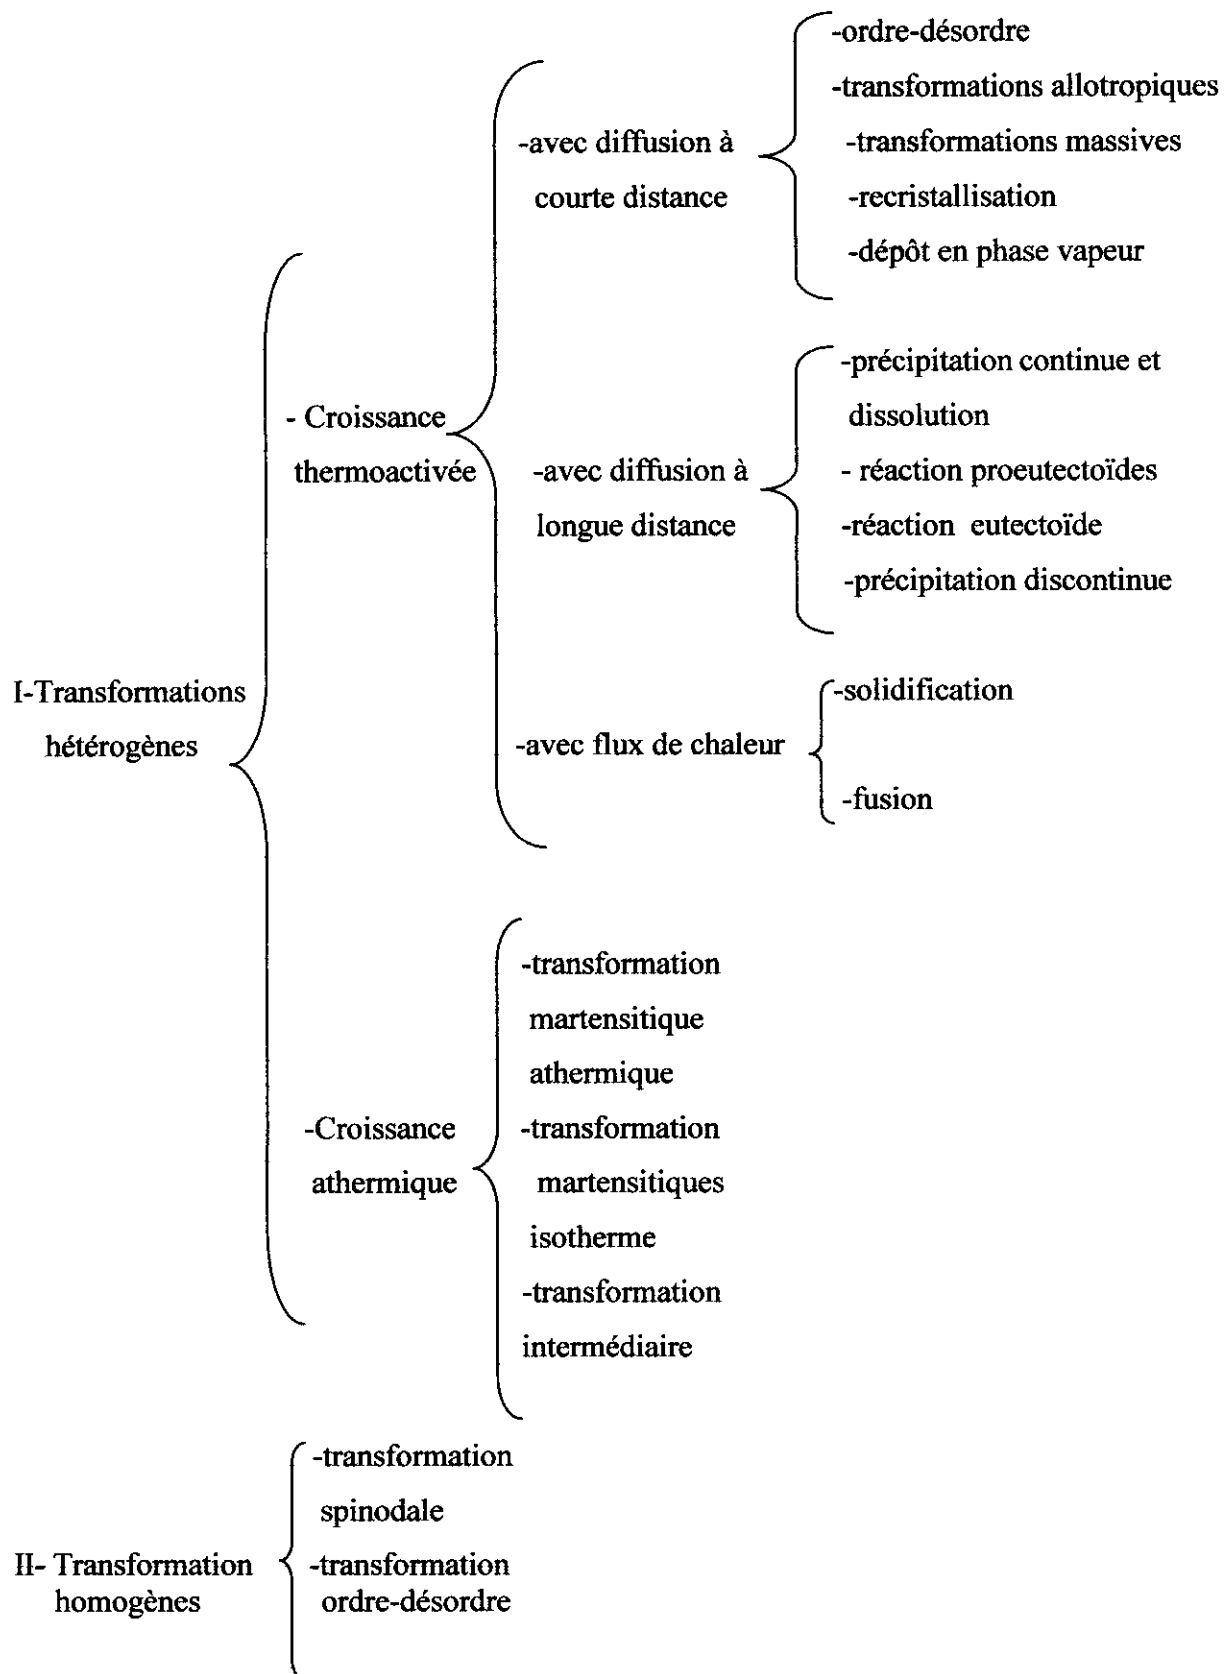 -ordre-désordre
-transformations allotropiques
-avec diffusion à
-transformations massives
courte distance
-recristallisation
-dépôt en phase vapeur
-précipitation continue et
- Croissance
dissolution
thermoactivée
-avec diffusion à
- réaction proeutectoïdes
longue distance
-réaction eutectoïde
-précipitation discontinue
I-Transformations
hétérogènes
-solidification
-avec flux de chaleur
-fusion
-transformation
martensitique
athermique
-Croissance
athermique
-transformation
martensitiques
isotherme
-transformation
intermédiaire
-transformation
spinodale
II- Transformation
homogènes
-transformation
ordre-désordre